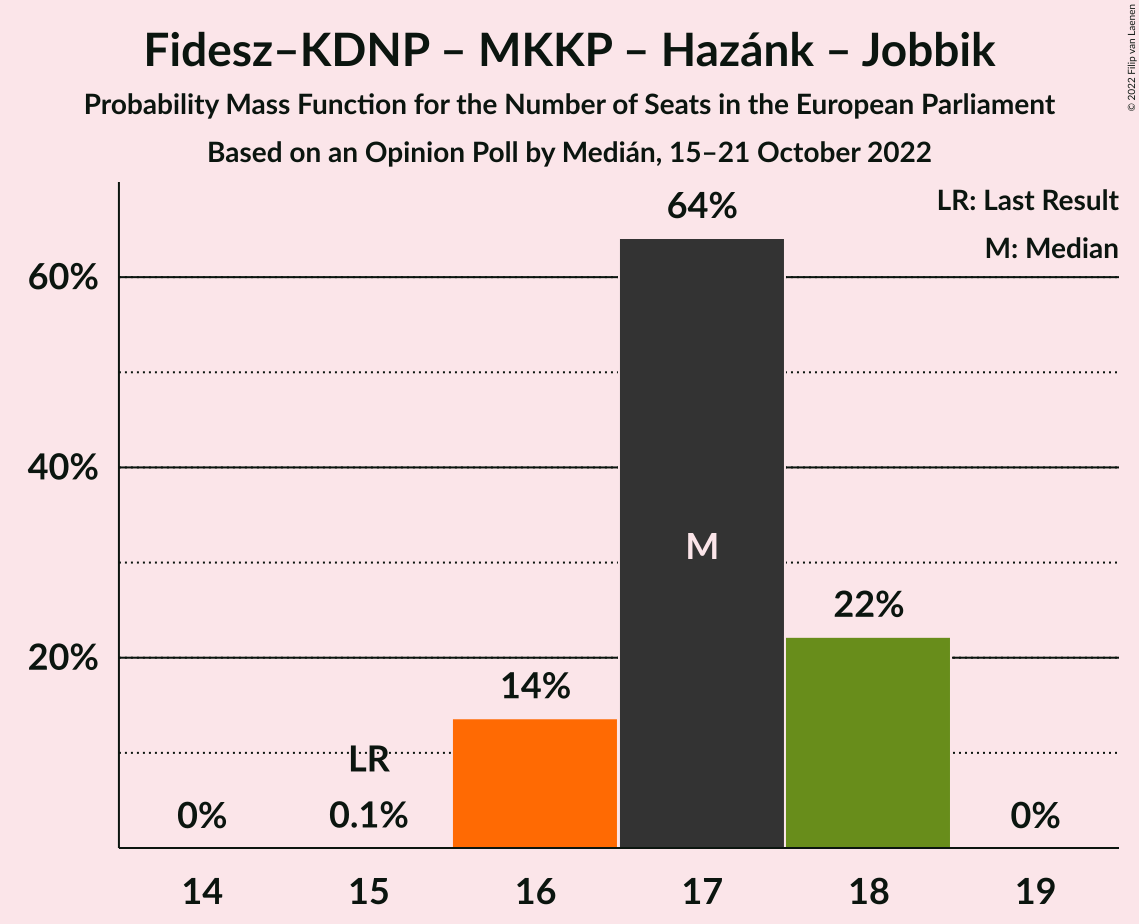 © 2022 Filip van Laenen
Fidesz–KDNP – MKKP – Hazánk – Jobbik
Probability Mass Function for the Number of Seats in the European Parliament
Based on an Opinion Poll by Medián, 15–21 October 2022
LR: Last Result
M: Median
60%
40%
20%
0%
LR
0.1%
14%
64%
M
22%
0%
14 15 16 17 18 19